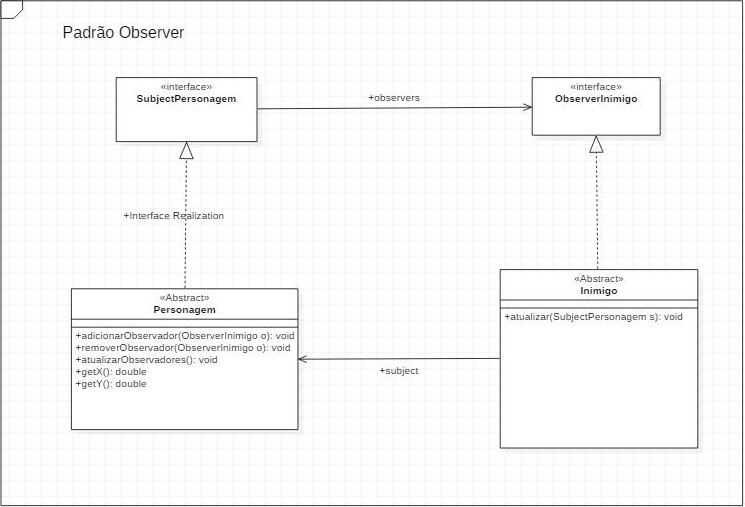 Padrão Observer
«interface»
SubjectPersonagem
+observers
«interface»
ObserverInimigo
+Interface Realization
«Abstract»
Personagem
+adicionarObservador(ObserverInimigo o): void
+removerObservador(ObserverInimigo o): void
+atualizarObservadores(): void
+getX(): double
+getY(): double
+subject
«Abstract»
Inimigo
+atualizar(SubjectPersonagem s): void